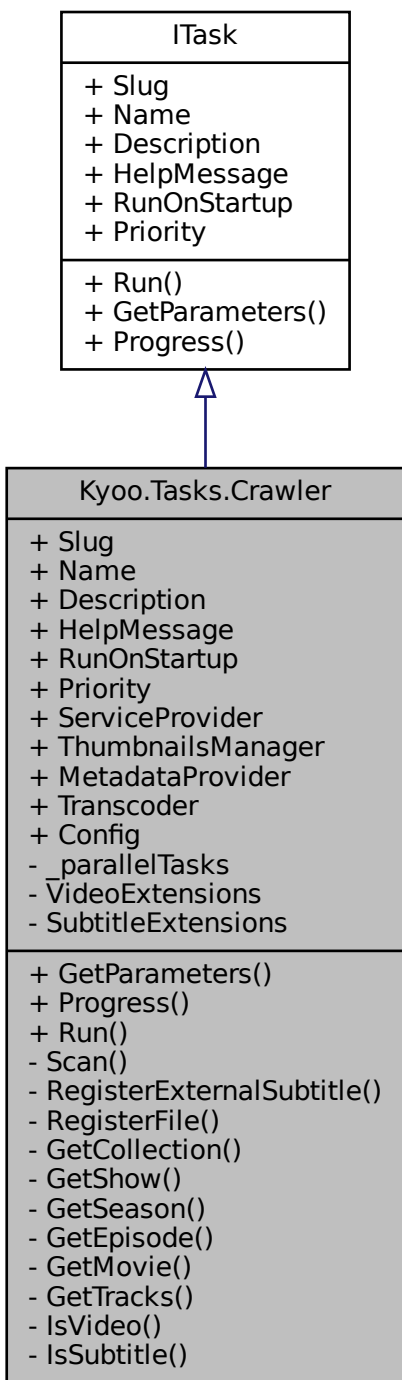 ITask
+ Slug
+ Name
+ Description
+ HelpMessage
+ RunOnStartup
+ Priority
+ Run()
+ GetParameters()
+ Progress()
Kyoo.Tasks.Crawler
+ Slug
+ Name
+ Description
+ HelpMessage
+ RunOnStartup
+ Priority
+ ServiceProvider
+ ThumbnailsManager
+ MetadataProvider
+ Transcoder
+ Config
- _parallelTasks
- VideoExtensions
- SubtitleExtensions
+ GetParameters()
+ Progress()
+ Run()
- Scan()
- RegisterExternalSubtitle()
- RegisterFile()
- GetCollection()
- GetShow()
- GetSeason()
- GetEpisode()
- GetMovie()
- GetTracks()
- IsVideo()
- IsSubtitle()